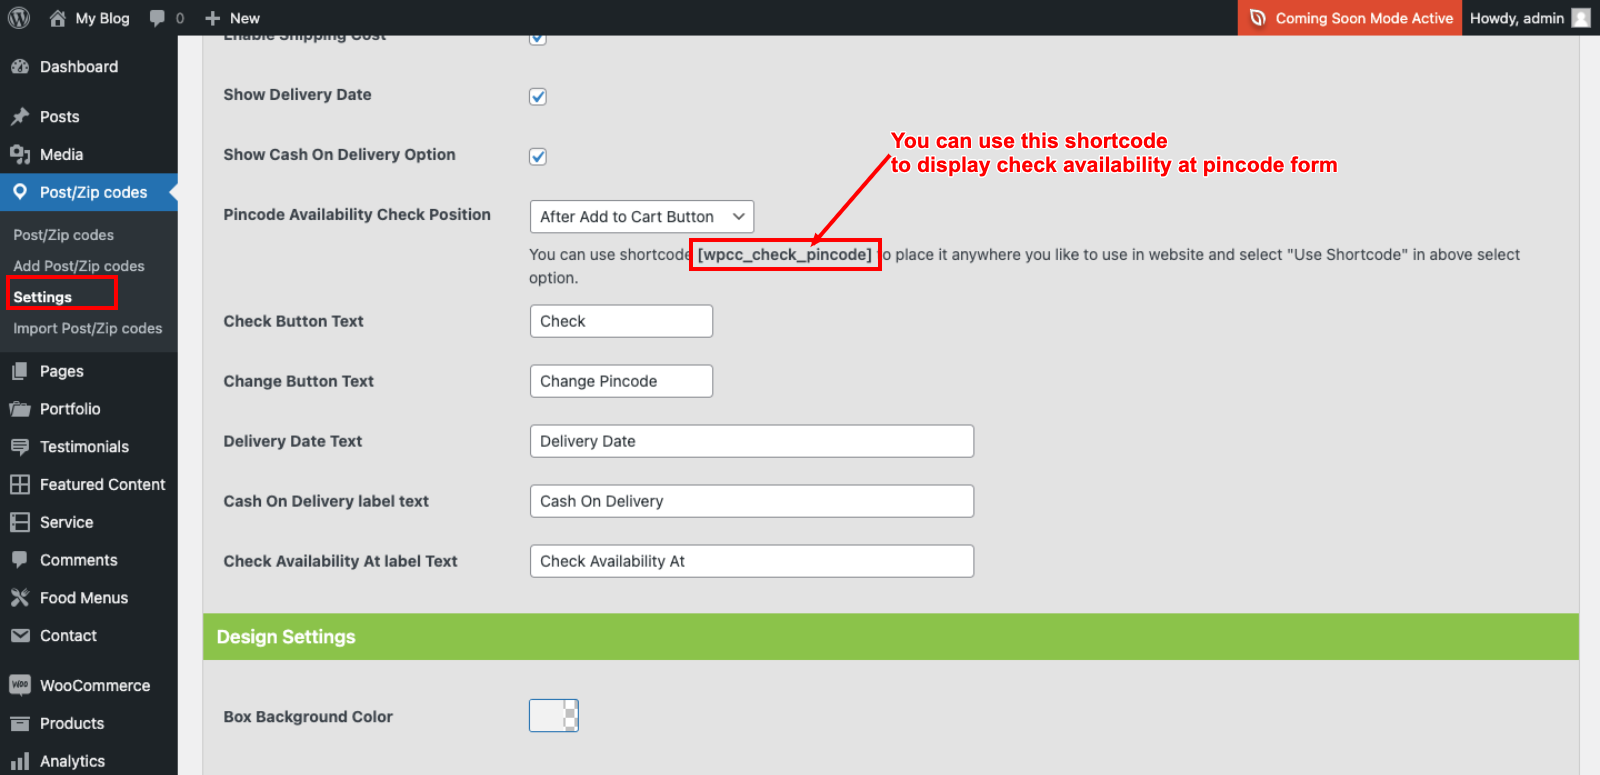 My Blog 0 New
Coming Soon Mode Active Howdy, admin
Dashboard
Posts
Media
Post/Zip codes
Post/Zip codes
Add Post/Zip codes
Settings
Import Post/Zip codes
Pages
Portfolio
Testimonials
Featured Content
Service
Comments
Food Menus
Contact
WooCommerce
Products
Analytics
Enable Shipping Cost
Show Delivery Date
Show Cash On Delivery Option
You can use this shortcode
to display check availability at pincode form
Pincode Availability Check Position
After Add to Cart Button
You can use shortcode [wpcc_check_pincode] to place it anywhere you like to use in website and select "Use Shortcode" in above select
option.
Check Button Text
Check
Change Button Text
Change Pincode
Delivery Date Text
Delivery Date
Cash On Delivery label text
Cash On Delivery
Check Availability At label Text
Check Availability At
Design Settings
Box Background Color